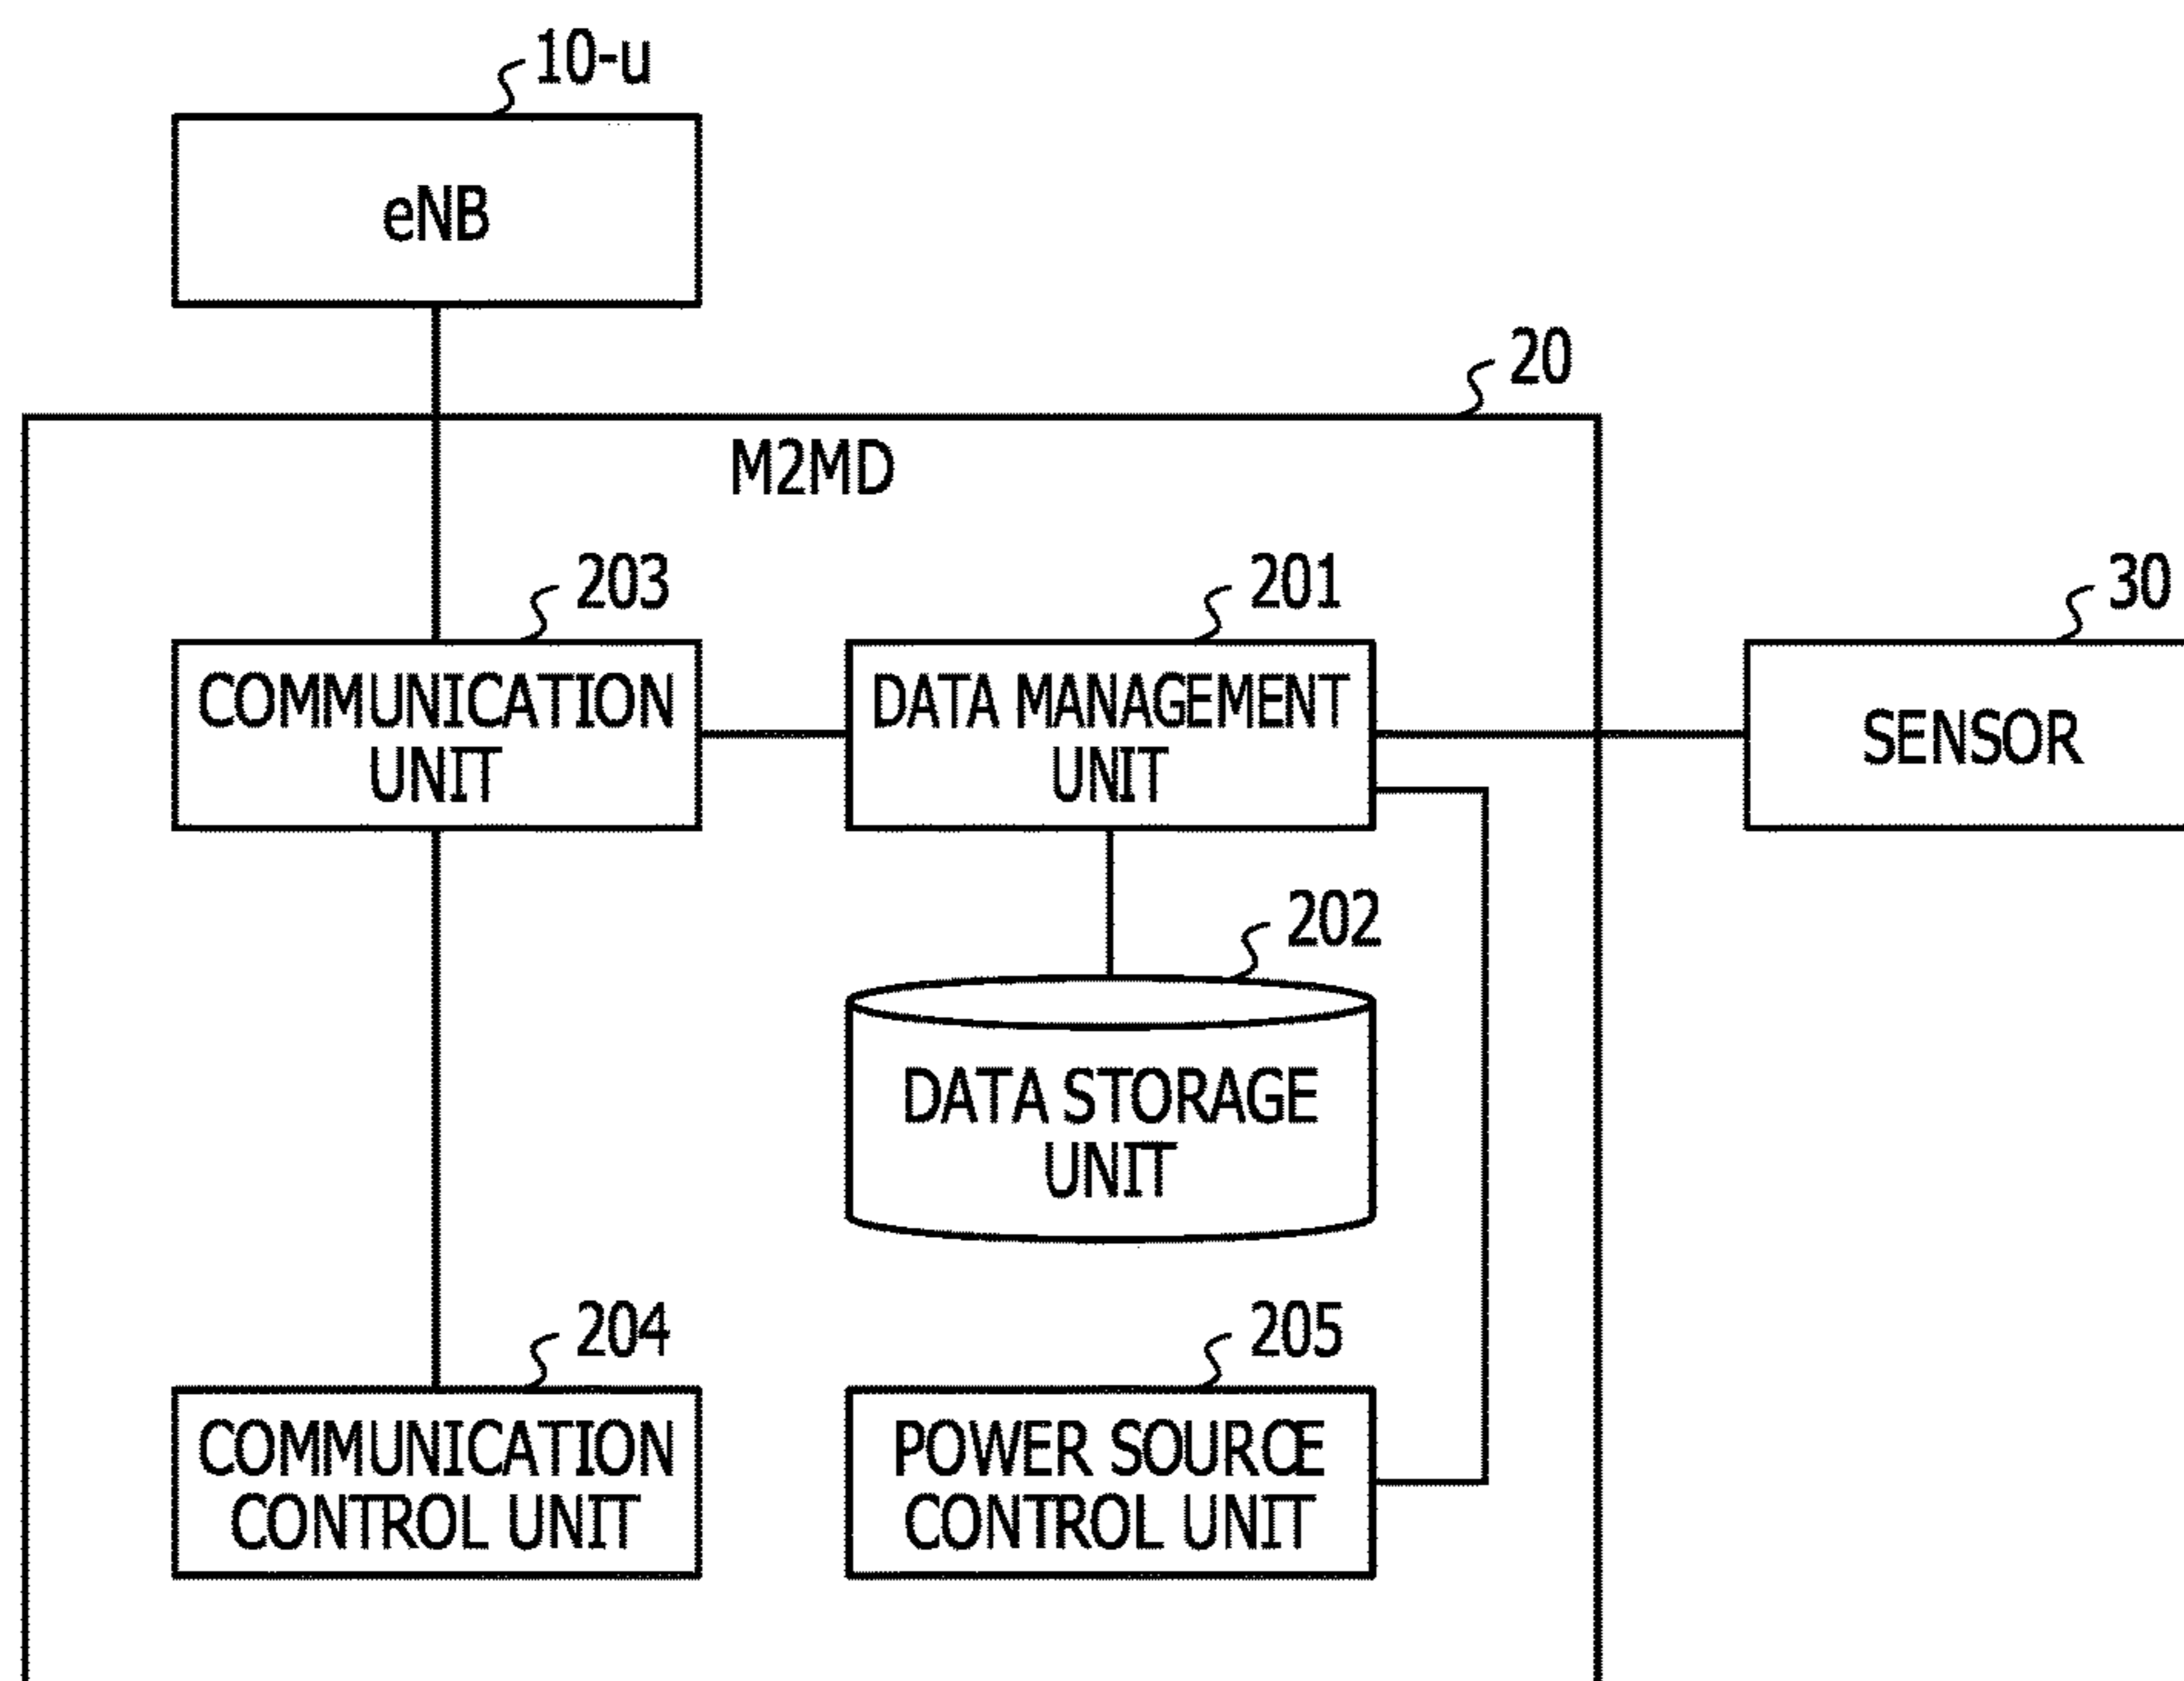 10-u
eNB
20
M2MD
203
201
30
COMMUNICATION
UNIT
DATA MANAGEMENT
UNIT
SENSOR
202
DATA STORAGE
UNIT
204
205
COMMUNICATION
CONTROL UNIT
POWER SOURCE
CONTROL UNIT